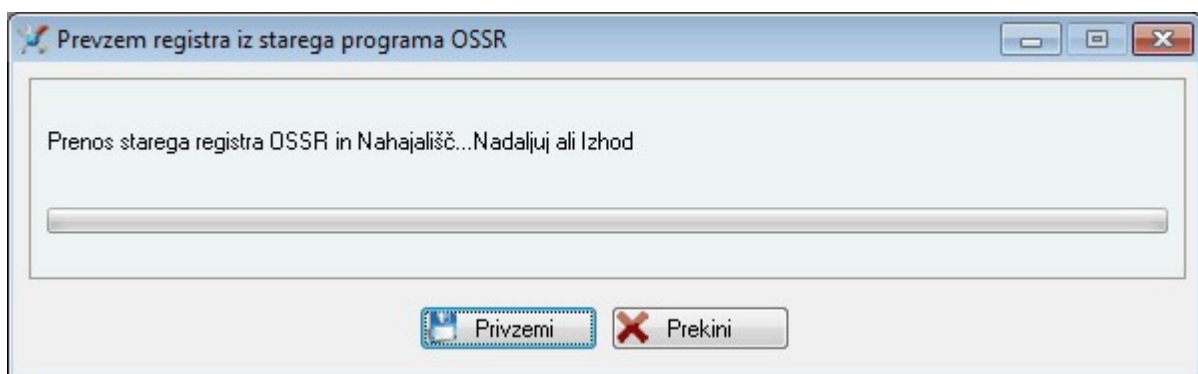 Prevzem registra iz starega programa OSSR
Prenos starega registra OSSR in Nahajališč...Nadaljuj ali Izhod
Privzemi
Prekini